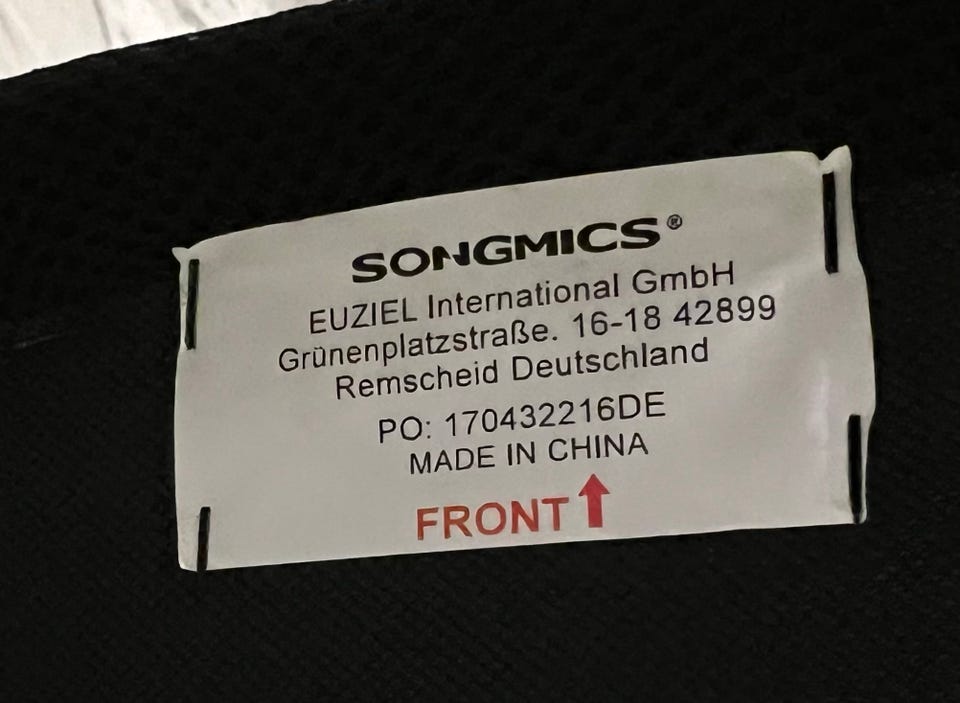 SONGMICS®
EUZIEL International GmbH
Grünenplatzstraße. 16-18 42899
Remscheid Deutschland
PO: 170432216DE
MADE IN CHINA
FRONT ↑